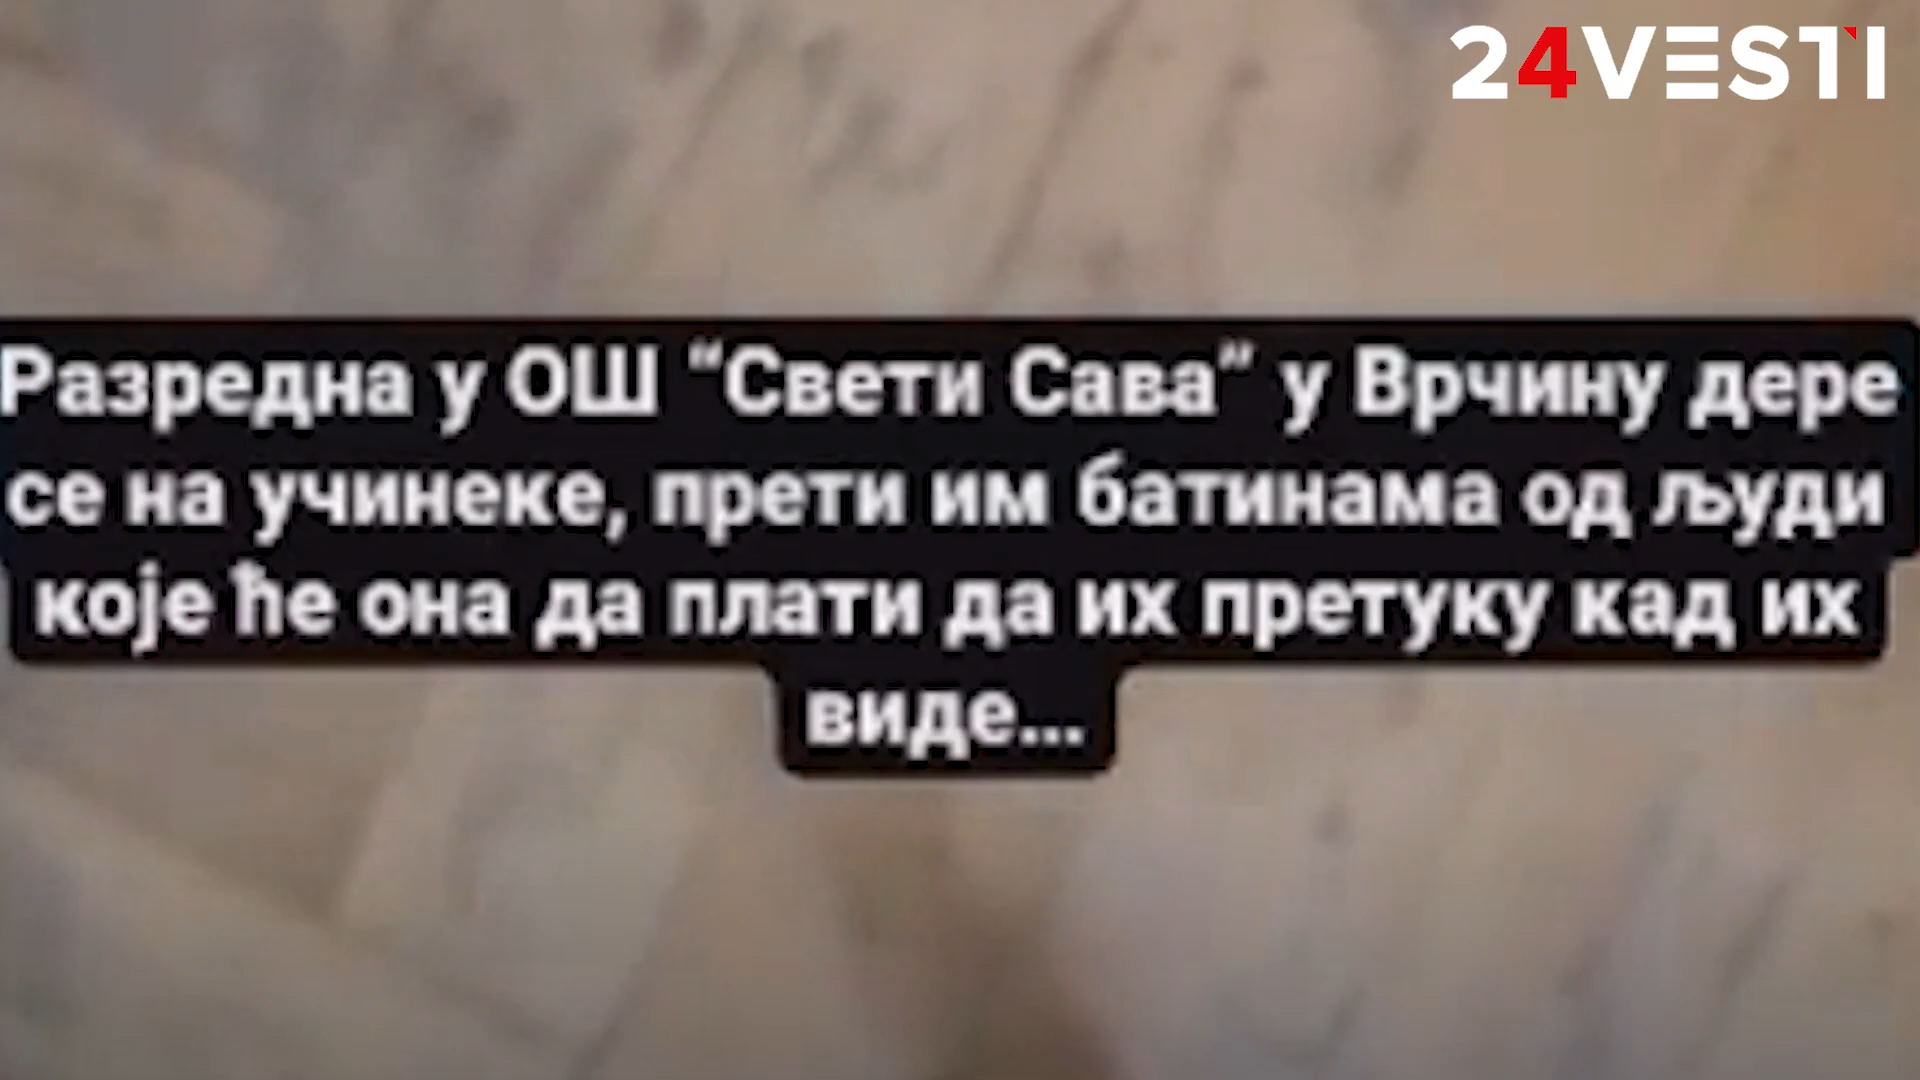 24VESTI
Разредна у ОШ “Свети Сава” у Врчину дере
се на учинеке, прети им батинама од људи
које ће она да плати да их претуку кад их
виде...